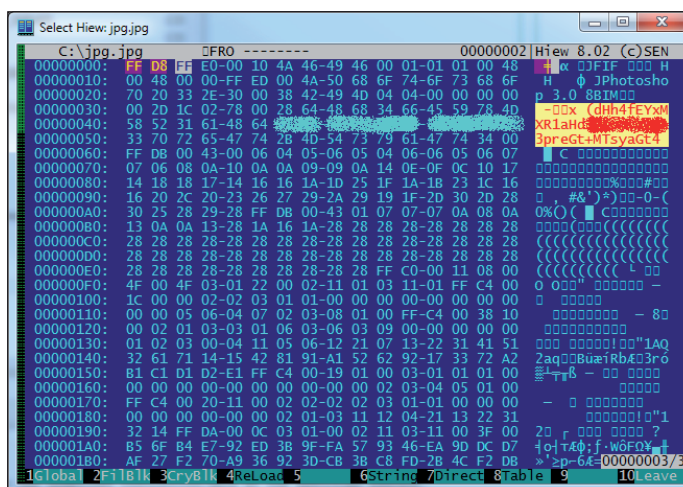 Select Hiew: jpg.jpg
C:\jpg.jpg FRO -------- 00000002 Hiew 8.02 (c)SEN
00000000: FF D8 FF E0-00 10 4A 46-49 46 00 01-01 01 00 48 JFIF H
00000010: 00 48 00 00-FF ED 00 4A-50 68 6F 74-6F 73 68 6F H JPhotosho
00000020: 70 20 33 2E-30 00 38 42-49 4D 04 04-00 00 00 00 p 3.0 8BIM
00000030: 00 2D 1C 02-78 00 28 64-48 68 34 66-45 59 78 4D - x (dHh4fEYxM
00000040: 58 52 31 61-48 64 XR1aHd
00000050: 33 70 72 65-47 74 2B 4D-54 73 79 61-47 74 34 00 3preGt+MTsyaGt4
00000060: FF DB 00 43-00 06 04 05-06 05 04 06-06 05 06 07 C
00000070: 07 06 08 0A-10 0A 0A 09-09 0A 14 0E-0F 0C 10 17
00000080: 14 18 18 17-14 16 16 1A-1D 25 1F 1A-1B 23 1C 16 % #
00000090: 16 20 2C 20-23 26 27 29-2A 29 19 1F-2D 30 2D 28 , #&')*) -0-(
000000A0: 30 25 28 29-28 FF DB 00-43 01 07 07-07 0A 08 0A 0%()( C
000000B0: 13 0A 0A 13-28 1A 16 1A-28 28 28 28 28 28 28 28 ( ((((((((
000000C0: 28 28 28 28-28 28 28 28-28 28 28 28 28 28 28 28 ((((((((((((((((
000000D0: 28 28 28 28-28 28 28 28-28 28 28 28 28 28 28 28 ((((((((((((((((
000000E0: 28 28 28 28-28 28 28 28-28 28 FF C0-00 11 08 00 ((((((((((
000000F0: 4F 00 4F 03-01 22 00 02-11 01 03 11-01 FF C4 00 O O " 
00000100: 1C 00 00 02-02 03 01 01-00 00 00 00-00 00 00 00
00000110: 00 00 05 06-04 07 02 03-08 01 00 FF-C4 00 38 10 8
00000120: 00 02 01 03-03 01 06 03-06 03 09 00-00 00 00 00
00000130: 01 02 03 00-04 11 05 06-12 21 07 13-22 31 41 51 ! "1AQ
00000140: 32 61 71 14-15 42 81 91-A1 52 62 92-17 33 72 A2 2aq BüæíRbÆ 3ró
00000150: B1 C1 D1 D2-E1 FF C4 00-19 01 00 03-01 01 01 00
00000160: 00 00 00 00-00 00 00 00-00 02 03-04 05 01 00
00000170: FF C4 00 20-11 00 02 02-02 02 03 01-01 00 00 00
00000180: 00 00 00 00-00 00 02 01-03 11 12 04-21 13 22 31 ! "1
00000190: 32 14 FF DA-00 0C 03 01-00 02 11 03-11 00 3F 00 2 ?
000001A0: B5 6F B4 E7-92 ED 3B 9F-FA 57 93 46-EA 9D DC D7
000001B0: AF 27 F2 70-A9 36 92 3D-CB 3B C8 FD-2B 4C F2 DB 00000003/3
1Global 2FilBlk 3CryBlk 4ReLoad 5 6String 7Direct 8Table 9 10Leave